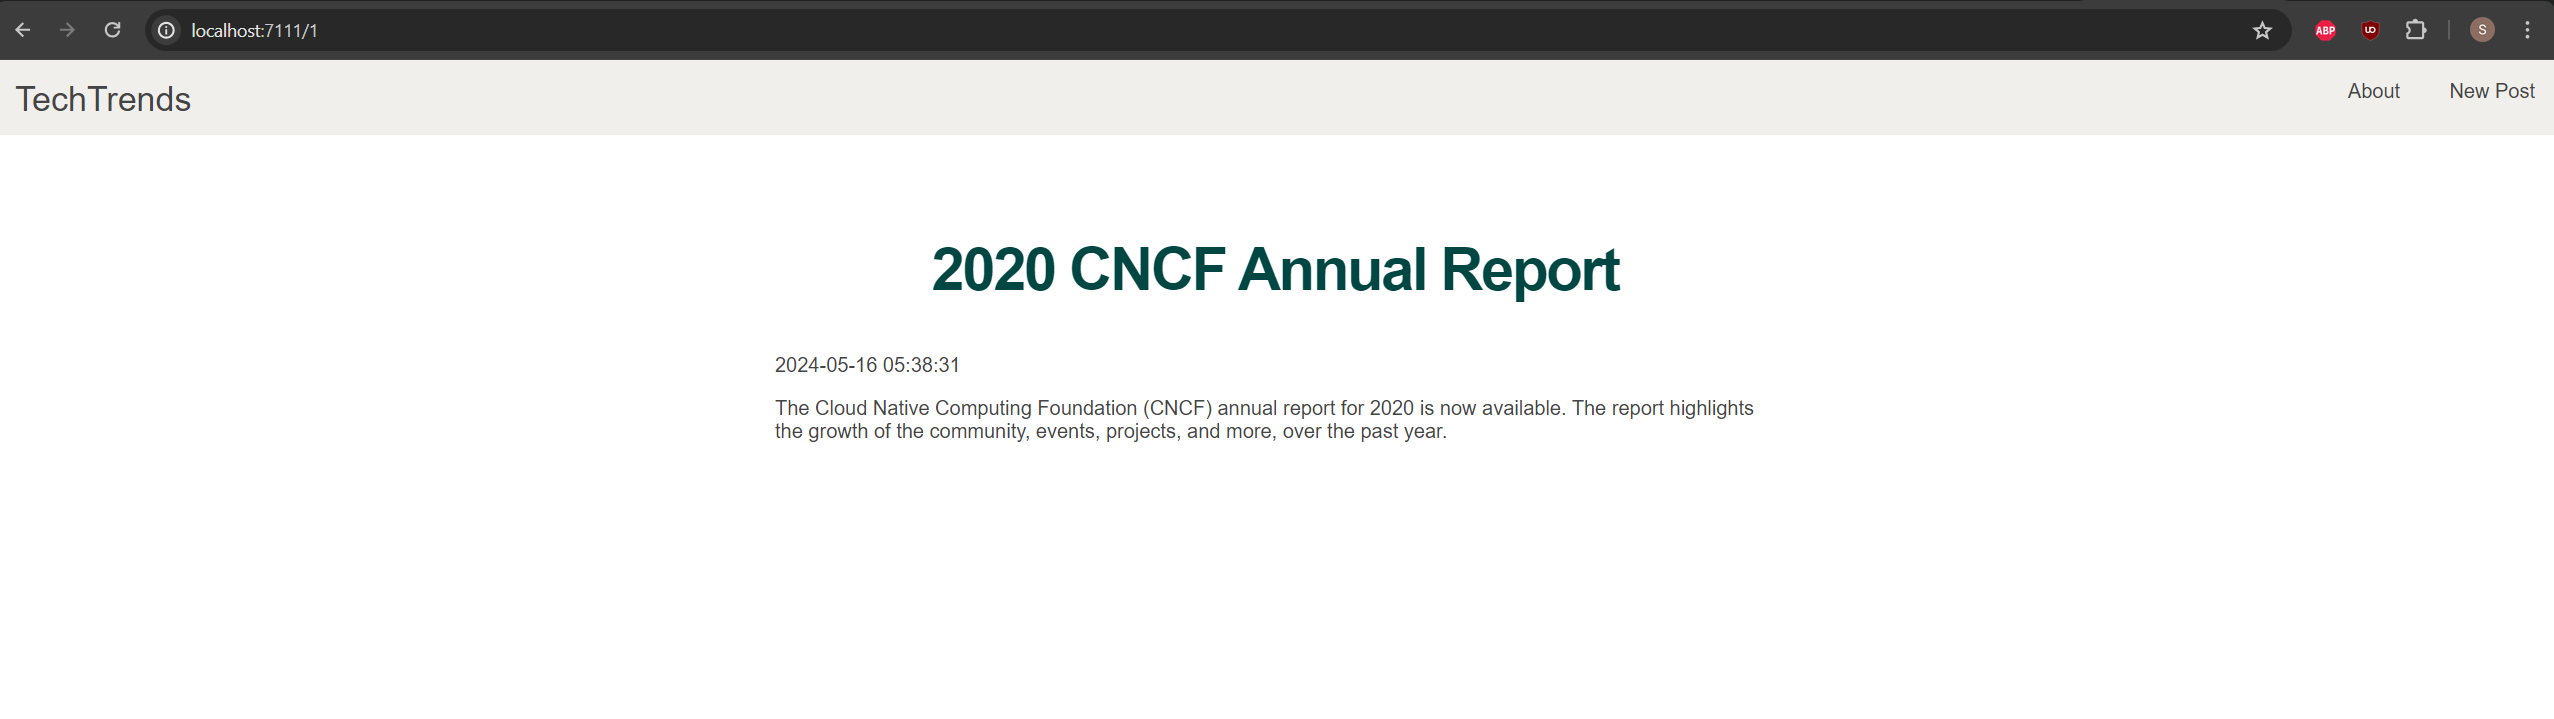 localhost:7111/1
ABP
UO
S
TechTrends
About
New Post
2020 CNCF Annual Report
2024-05-16 05:38:31
The Cloud Native Computing Foundation (CNCF) annual report for 2020 is now available. The report highlights
the growth of the community, events, projects, and more, over the past year.